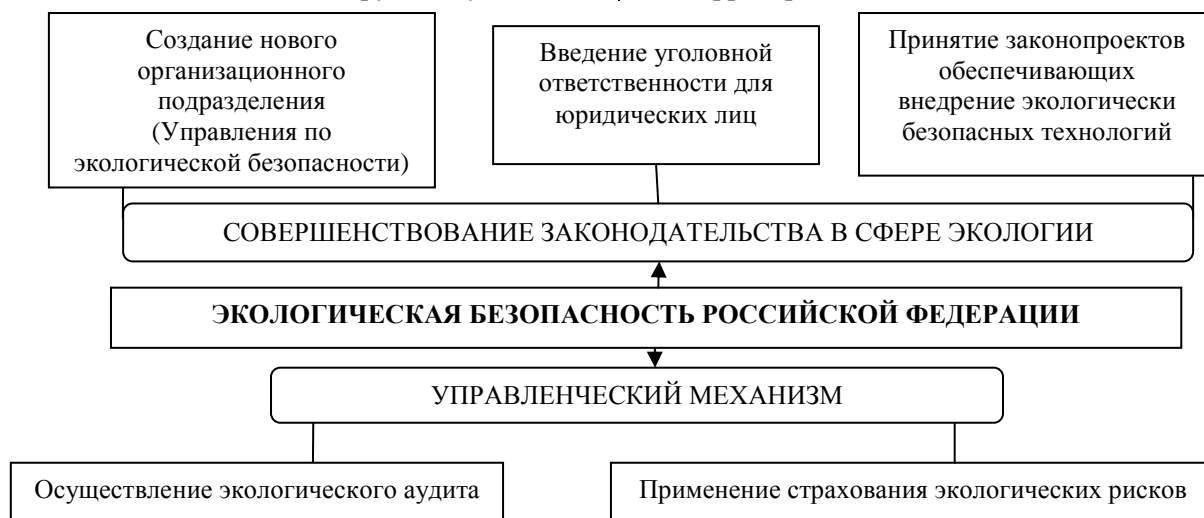 Создание нового
организационного
подразделения
(Управления по
экологической безопасности)
Введение уголовной
ответственности для
юридических лиц
Принятие законопроектов
обеспечивающих
внедрение экологически
безопасных технологий
СОВЕРШЕНСТВОВАНИЕ ЗАКОНОДАТЕЛЬСТВА В СФЕРЕ ЭКОЛОГИИ
ЭКОЛОГИЧЕСКАЯ БЕЗОПАСНОСТЬ РОССИЙСКОЙ ФЕДЕРАЦИИ
УПРАВЛЕНЧЕСКИЙ МЕХАНИЗМ
Осуществление экологического аудита
Применение страхования экологических рисков